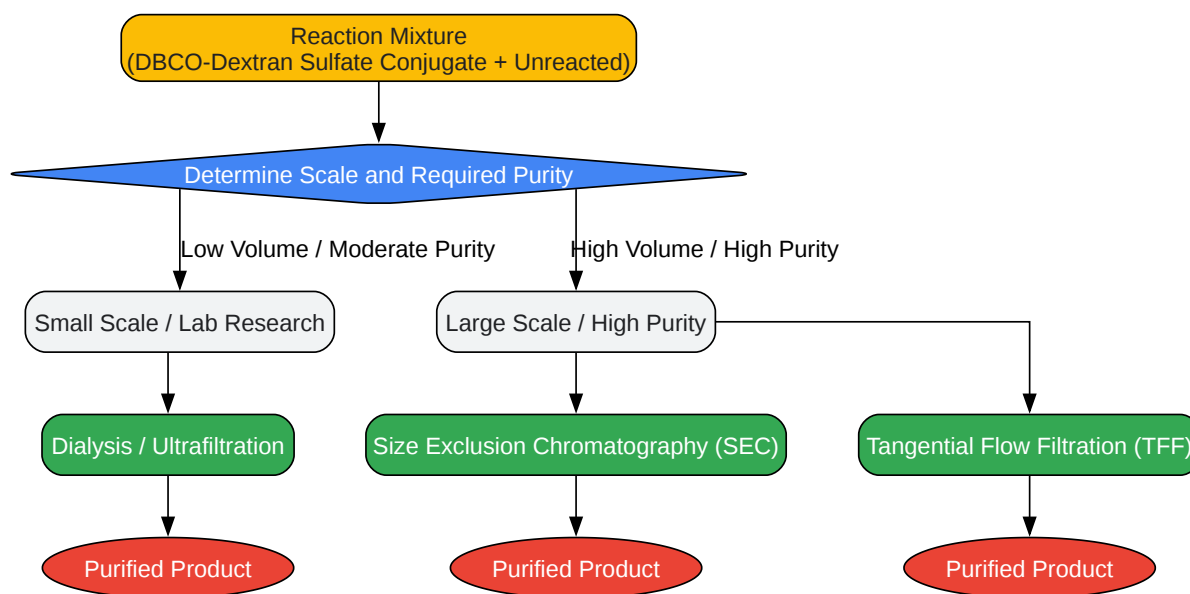 Reaction Mixture
(DBCO-Dextran Sulfate Conjugate + Unreacted)
Determine Scale and Required Purity
Low Volume / Moderate Purity
High Volume / High Purity
Small Scale / Lab Research
Large Scale / High Purity
Dialysis / Ultrafiltration
Size Exclusion Chromatography (SEC)
Tangential Flow Filtration (TFF)
Purified Product
Purified Product
Purified Product